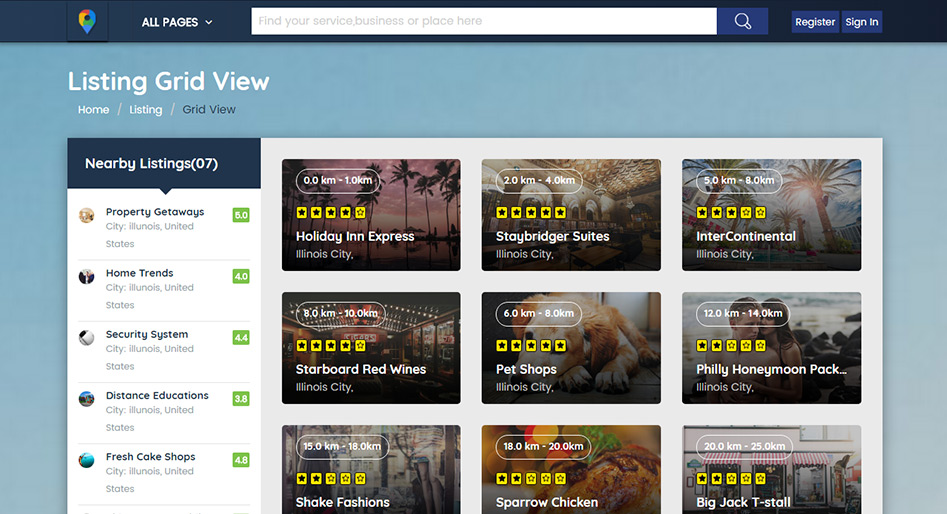 ALL PAGES
Find your service,business or place here
Register
Sign In
Listing Grid View
Home / Listing / Grid View
Nearby Listings(07)
Property Getaways
5.0
City: illunois, United
States
Home Trends
4.0
City: illunois, United
States
Security System
4.4
City: illunois, United
States
Distance Educations
3.8
City: illunois, United
States
Fresh Cake Shops
4.8
City: illunois, United
States
0.0 km - 1.0km
Holiday Inn Express
Illinois City,
2.0 km - 4.0km
Staybridger Suites
Illinois City,
5.0 km - 8.0km
InterContinental
Illinois City,
8.0 km - 10.0km
Starboard Red Wines
Illinois City,
6.0 km - 8.0km
Pet Shops
Illinois City,
12.0 km - 14.0km
Philly Honeymoon Pack...
Illinois City,
15.0 km - 18.0km
Shake Fashions
18.0 km - 20.0km
Sparrow Chicken
20.0 km - 25.0km
Big Jack T-stall